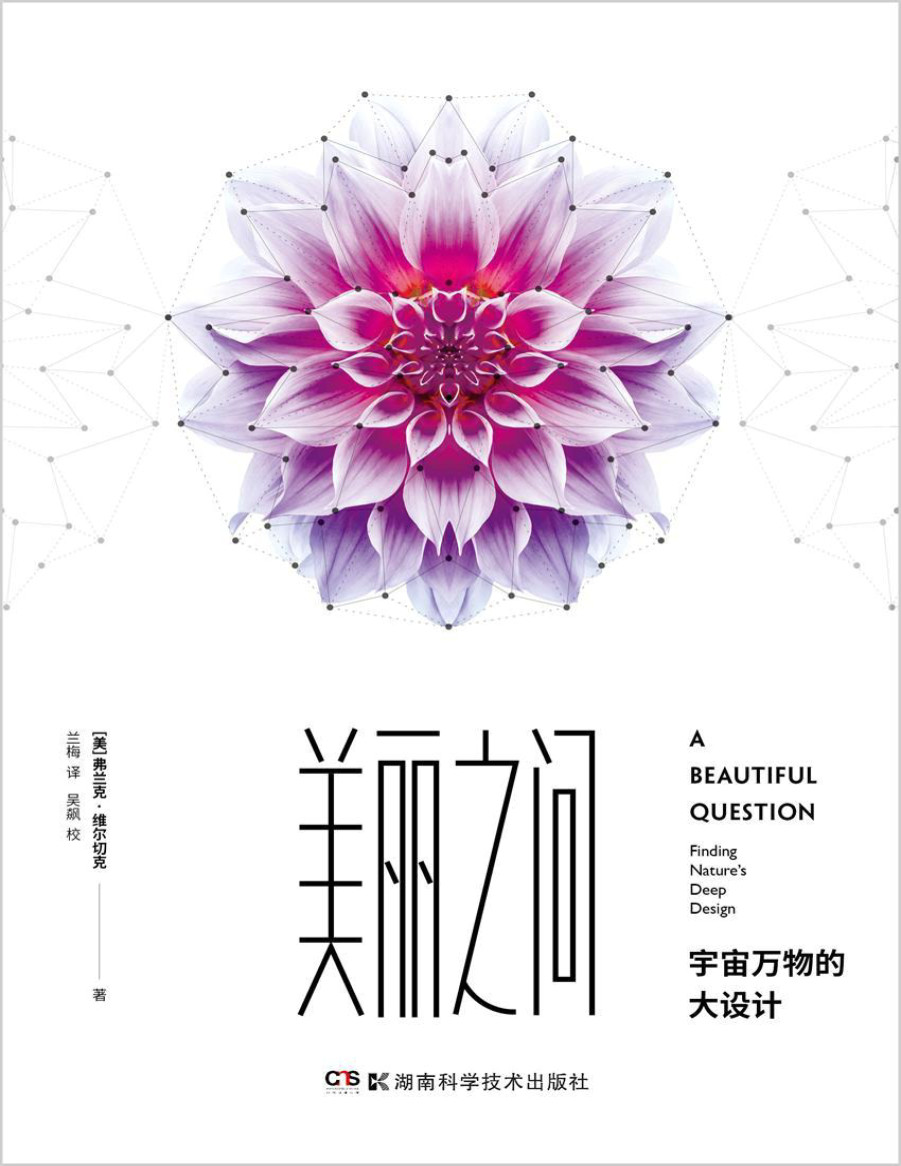 [美]弗兰克·维尔切克 著
兰梅 译 吴飙 校
美丽之问
A
BEAUTIFUL
QUESTION
Finding
Nature's
Deep
Design
宇宙万物的
大设计
CNS 湖南科学技术出版社